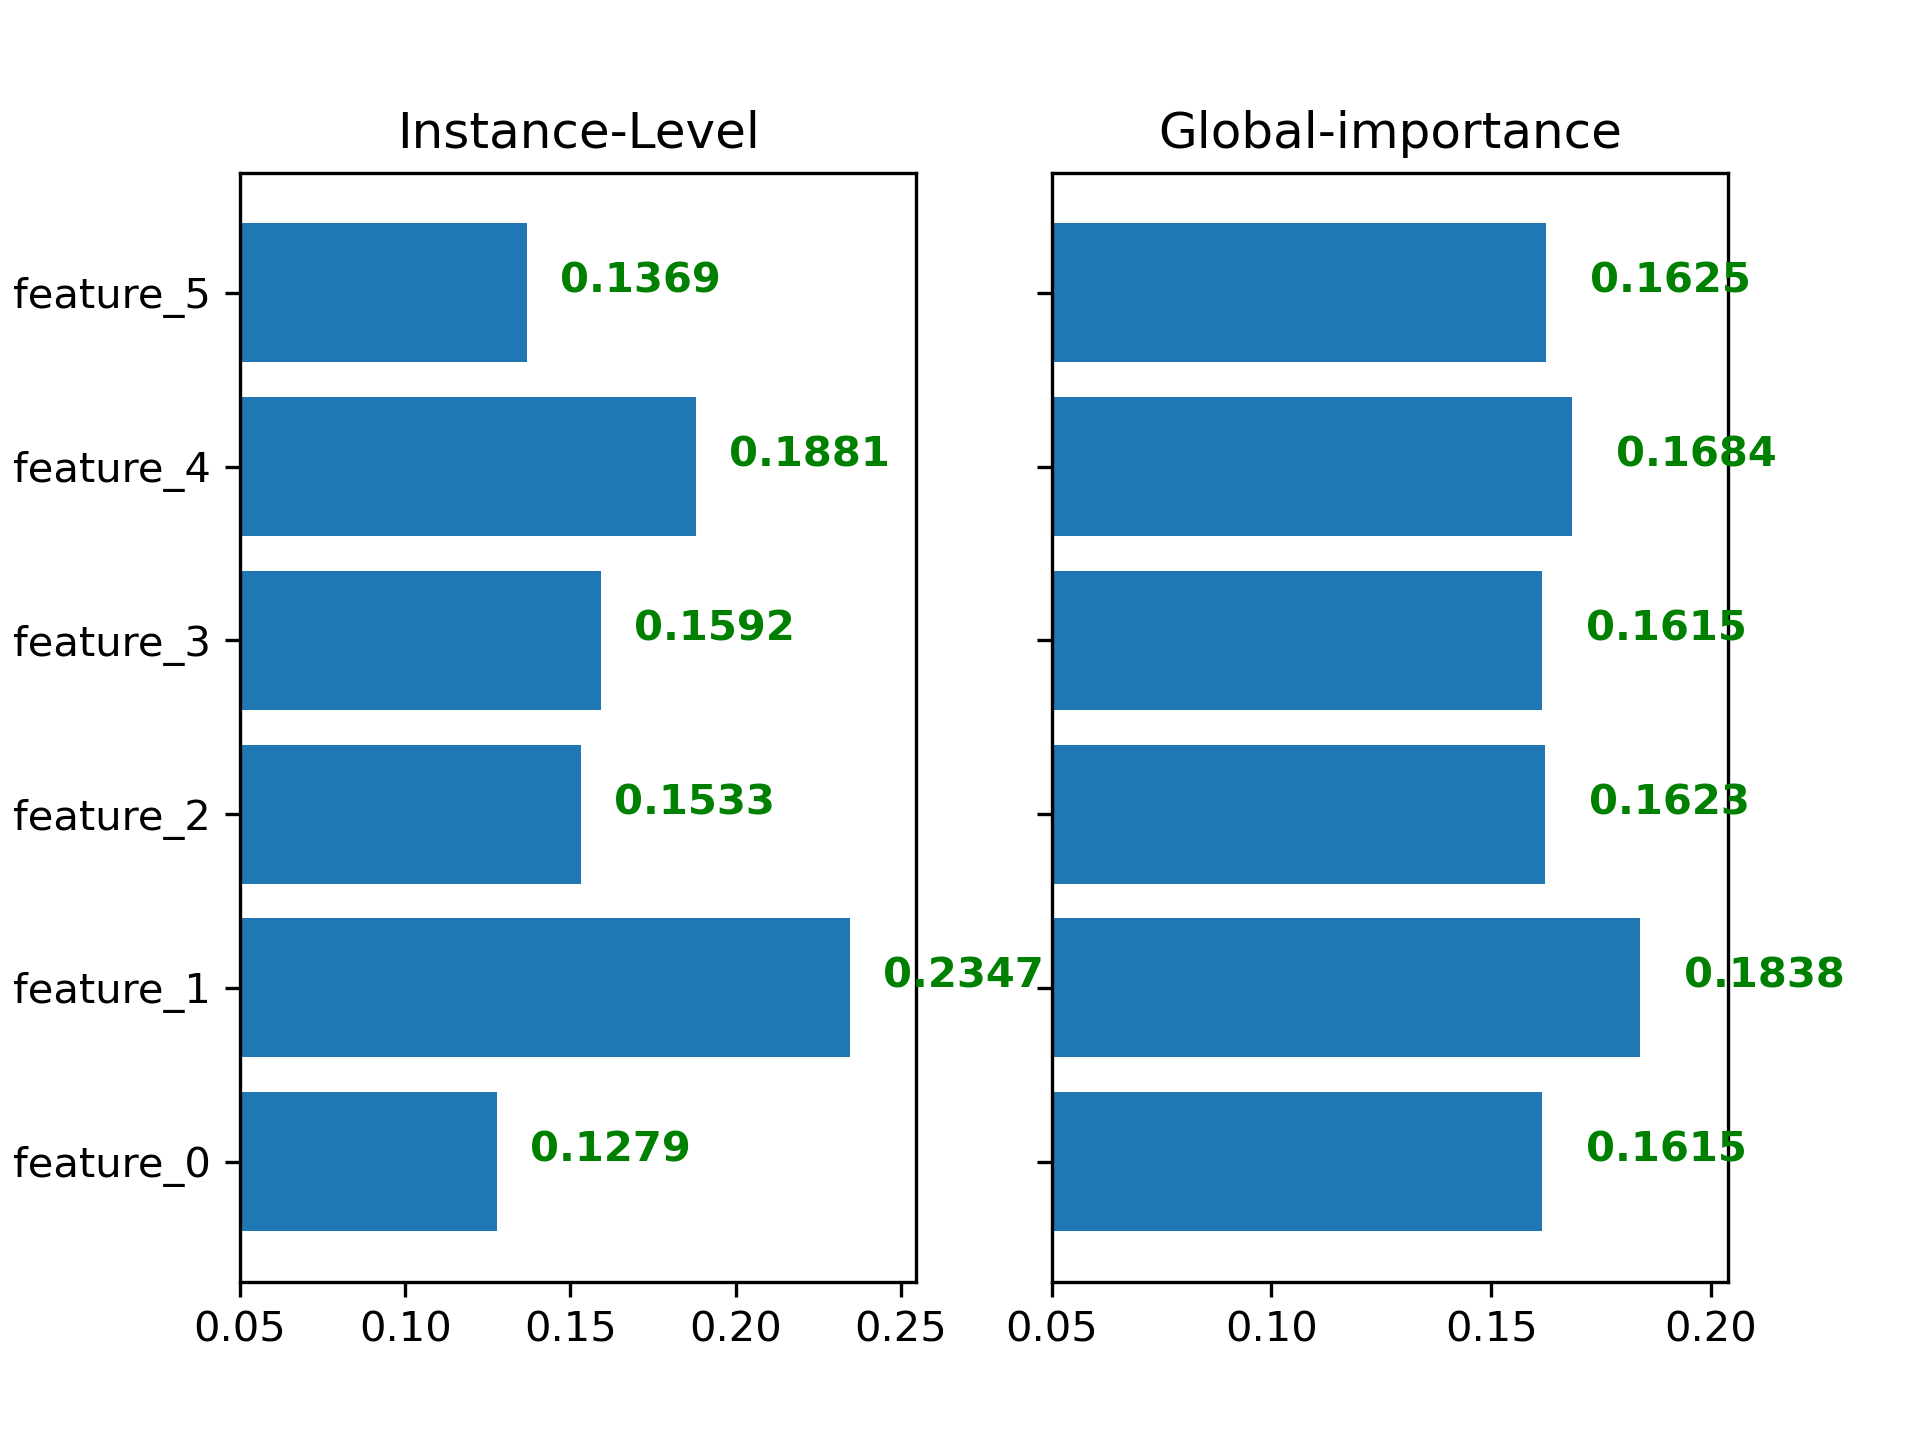 Instance-Level
Global-importance
feature_5
0.1369
0.1625
feature_4
0.1881
0.1684
feature_3
0.1592
0.1615
feature_2
0.1533
0.1623
feature_1
0.2347
0.1838
feature_0
0.1279
0.1615
0.05 0.10 0.15 0.20 0.25
0.05 0.10 0.15 0.20